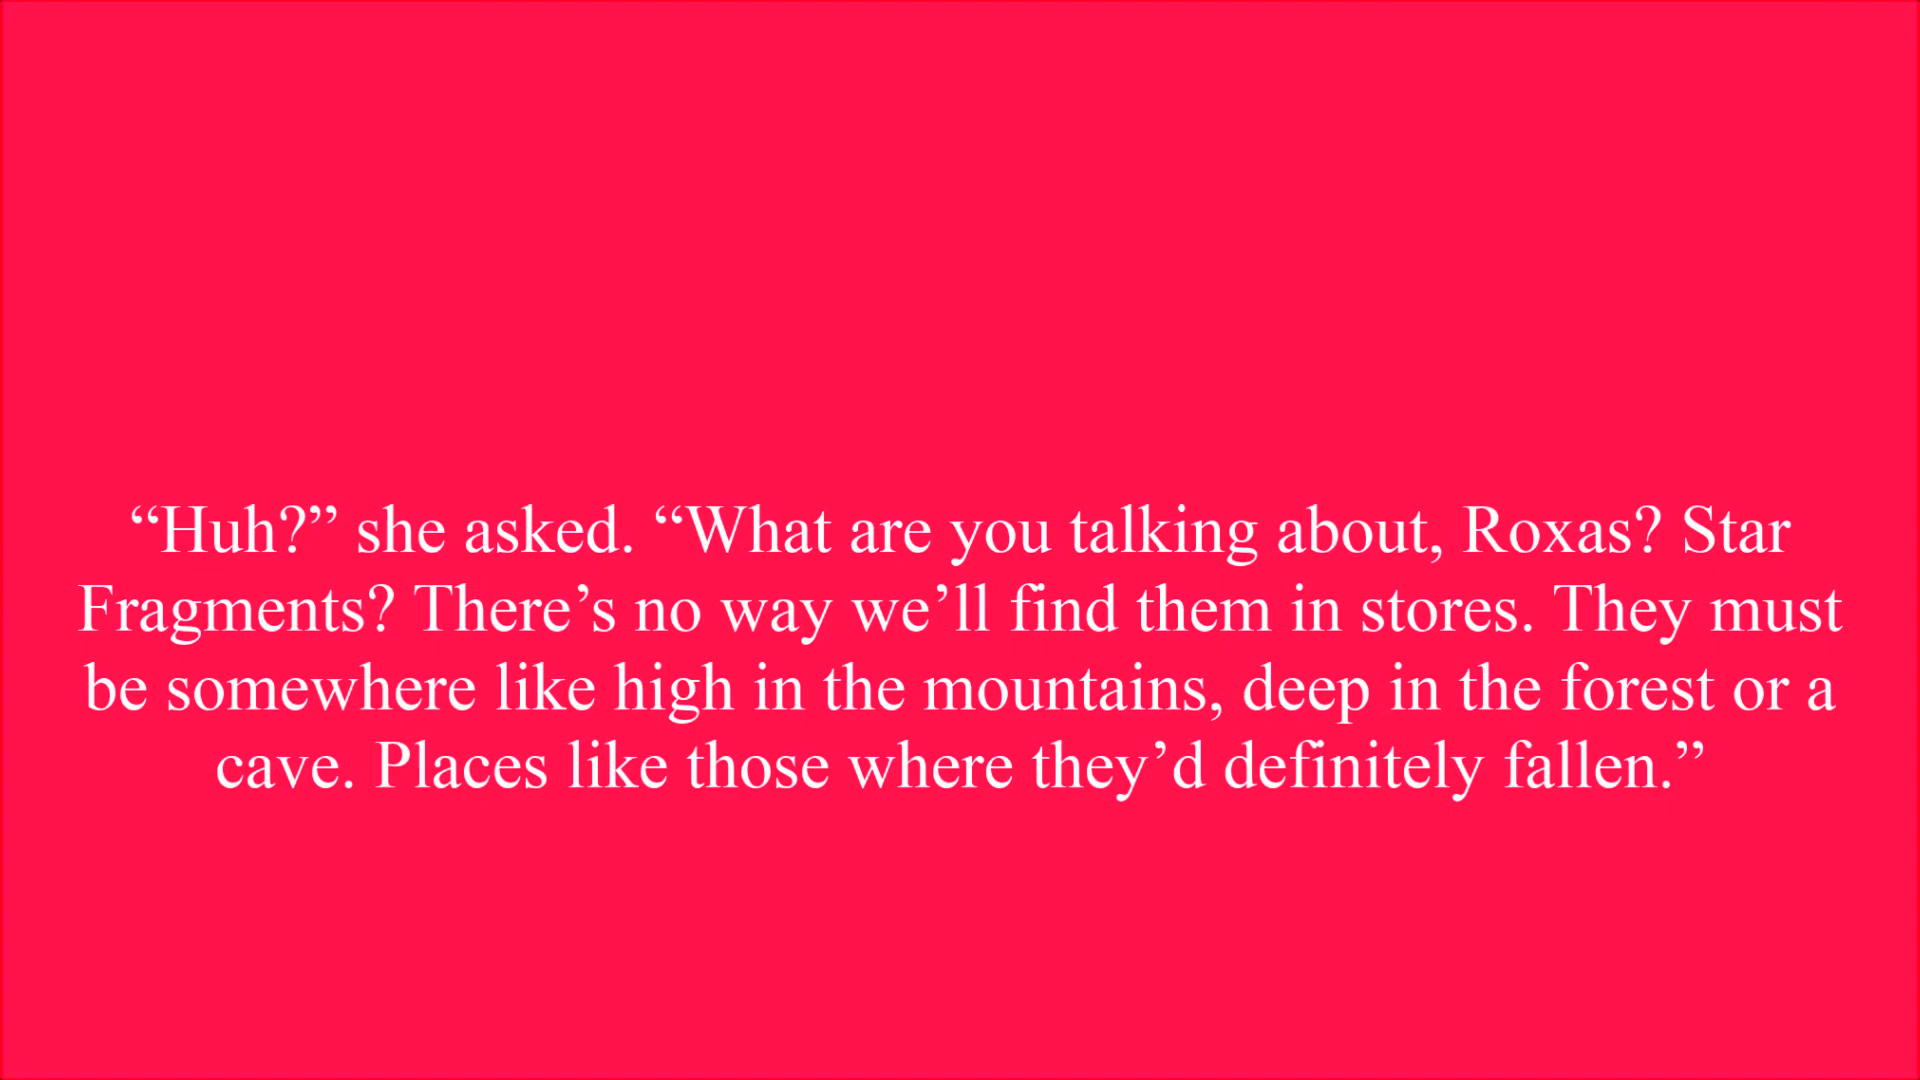 “Huh?” she asked. “What are you talking about, Roxas? Star
Fragments? There’s no way we’ll find them in stores. They must
be somewhere like high in the mountains, deep in the forest or a
cave. Places like those where they’d definitely fallen.”